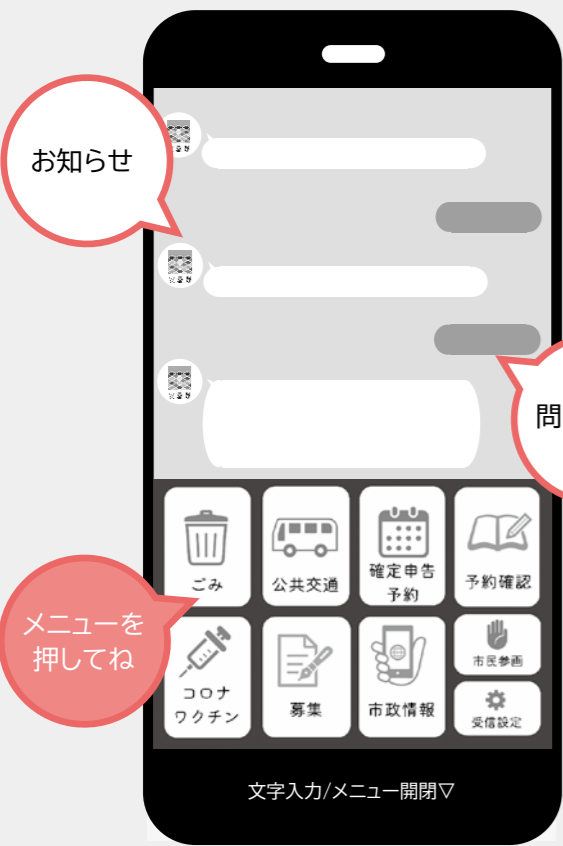 お知らせ
問
ごみ
公共交通
確定申告
予約
予約確認
メニューを
押してね
コロナ
ワクチン
募集
市政情報
市民参画
受信設定
文字入力/メニュー開閉▽